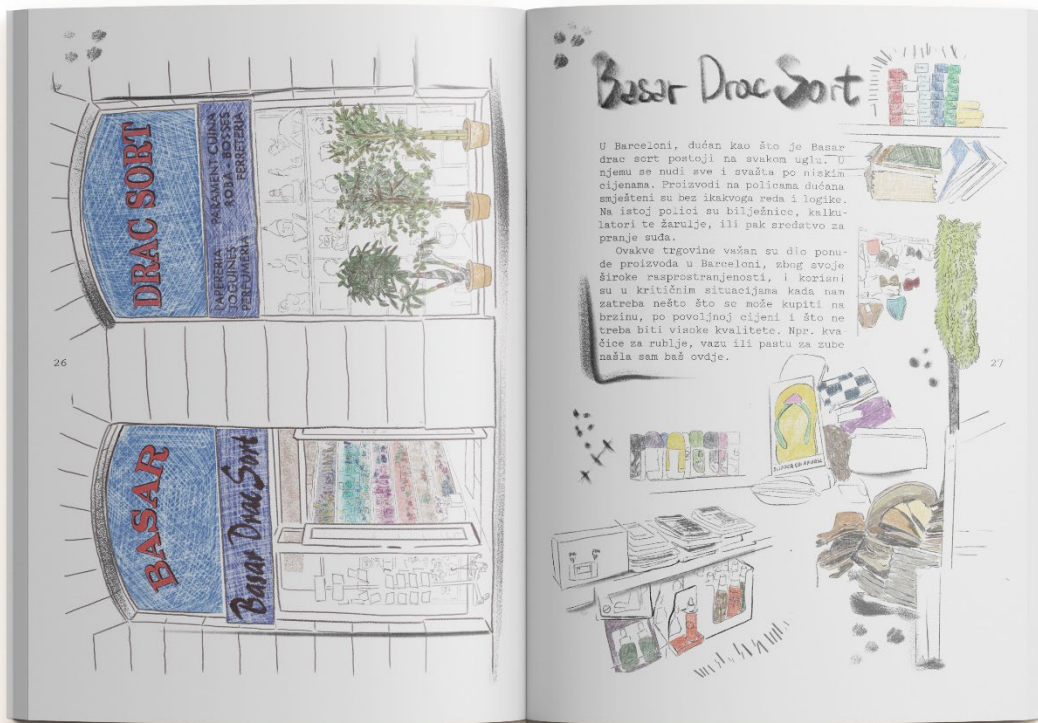 BASAR
Basar Drac Sort
DRAC SORT
PARAMENT CUINA
JOGUINES ROBA - BOSSES
PERFUMERIA FERRETERIA
26
Basar Drac Sort
U Barceloni, dućan kao što je Basar
drac sort postoji na svakom uglu. U
njemu se nudi sve i svašta po niskim
cijenama. Proizvodi na policama dućana
smješteni su bez ikakvoga reda i logike.
Na istoj polici su bilježnice, kalku-
latori te žarulje, ili pak sredstvo za
pranje suđa.
Ovakve trgovine važan su dio ponu-
de proizvoda u Barceloni, zbog svoje
široke rasprostranjenosti, i korisni
su u kritičnim situacijama kada nam
zatreba nešto što se može kupiti na
brzinu, po povoljnoj cijeni i što ne
treba biti visoke kvalitete. Npr. kva-
čice za rublje, vazu ili pastu za zube
našla sam baš ovdje.
27